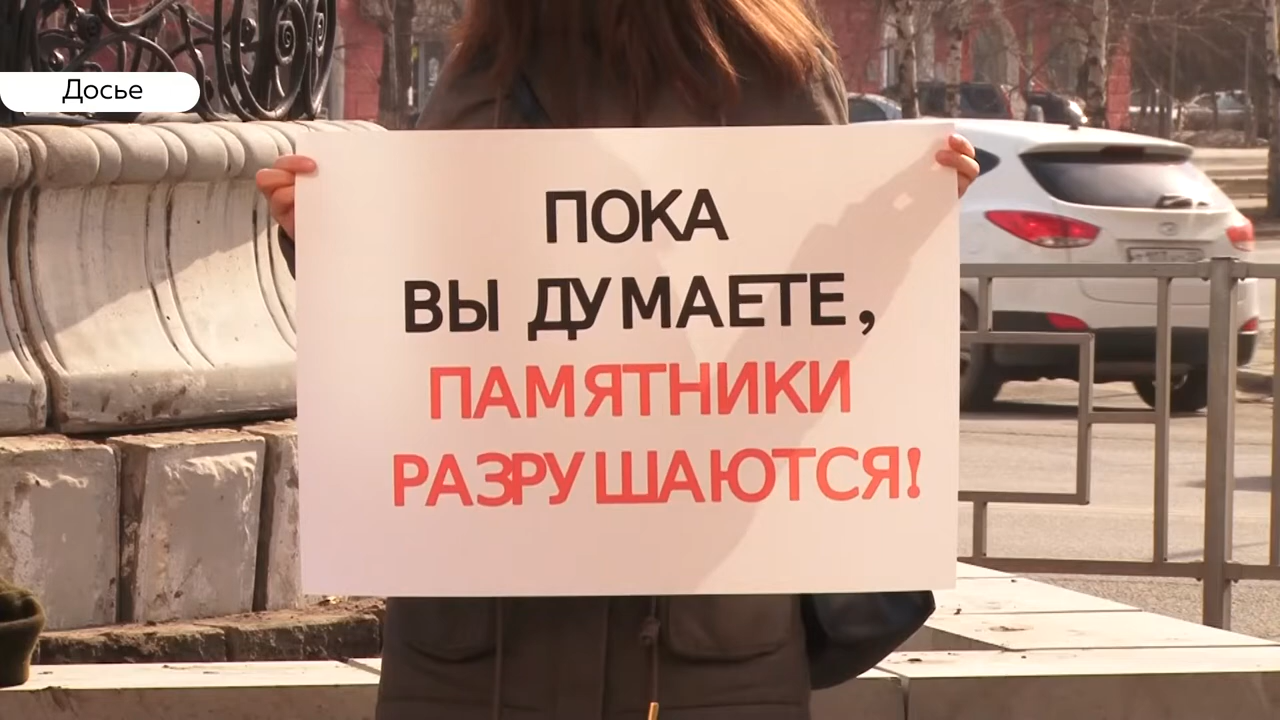 Досье
ПОКА
ВЫ ДУМАЕТЕ,
ПАМЯТНИКИ
РАЗРУШАЮТСЯ!